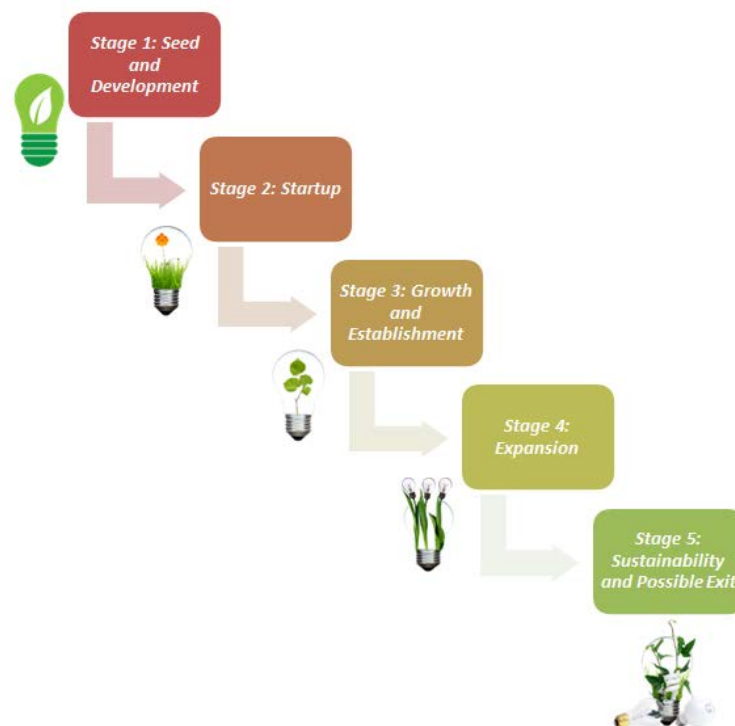 Stage 1: Seed
and
Development
Stage 2: Startup
Stage 3: Growth
and
Establishment
Stage 4:
Expansion
Stage 5:
Sustainability
and Possible Exit